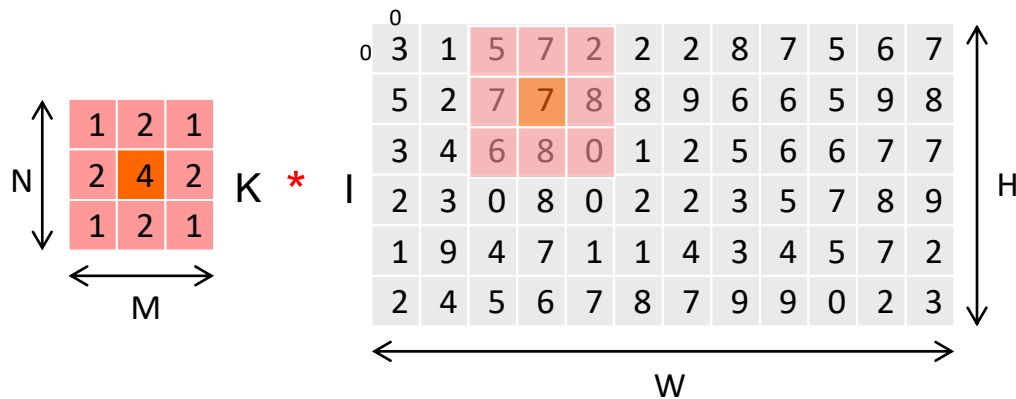 0
0 3 1 5 7 2 2 2 8 7 5 6 7
5 2 7 7 8 8 9 6 6 5 9 8
3 4 6 8 0 1 2 5 6 6 7 7
2 3 0 8 0 2 2 3 5 7 8 9
1 9 4 7 1 1 4 3 4 5 7 2
2 4 5 6 7 8 7 9 9 0 2 3
H
W
N
1 2 1
2 4 2
1 2 1
M
K * I